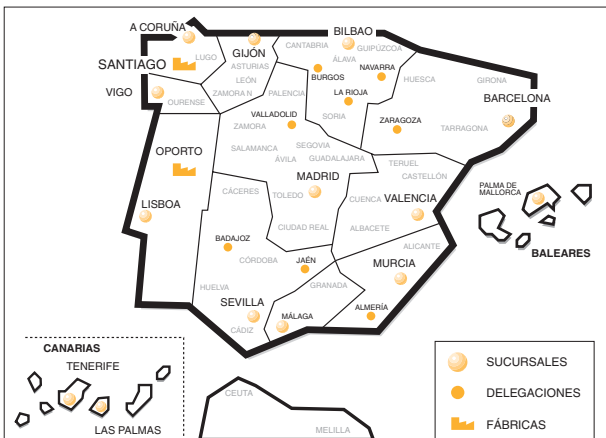 A CORUÑA
BILBAO
GIJÓN
CANTABRIA
GUIPÚZCOA
LUGO
ÁLAVA
SANTIAGO
ASTURIAS
NAVARRA
LEÓN
BURGOS
HUESCA
GIRONA
VIGO
ZAMORA N
PALENCIA
LA RIOJA
BARCELONA
OURENSE
VALLADOLID
SORIA
ZARAGOZA
ZAMORA
TARRAGONA
OPORTO
SALAMANCA
SEGOVIA
ÁVILA
GUADALAJARA
TERUEL
MADRID
CASTELLÓN
CÁCERES
TOLEDO
CUENCA
VALENCIA
PALMA DE
MALLORCA
LISBOA
CIUDAD REAL
ALBACETE
BADAJOZ
ALICANTE
BALEARES
CÓRDOBA
JAÉN
MURCIA
HUELVA
GRANADA
SEVILLA
MÁLAGA
ALMERÍA
CÁDIZ
CANARIAS
TENERIFE
LAS PALMAS
CEUTA
MELILLA
SUCURSALES
DELEGACIONES
FÁBRICAS